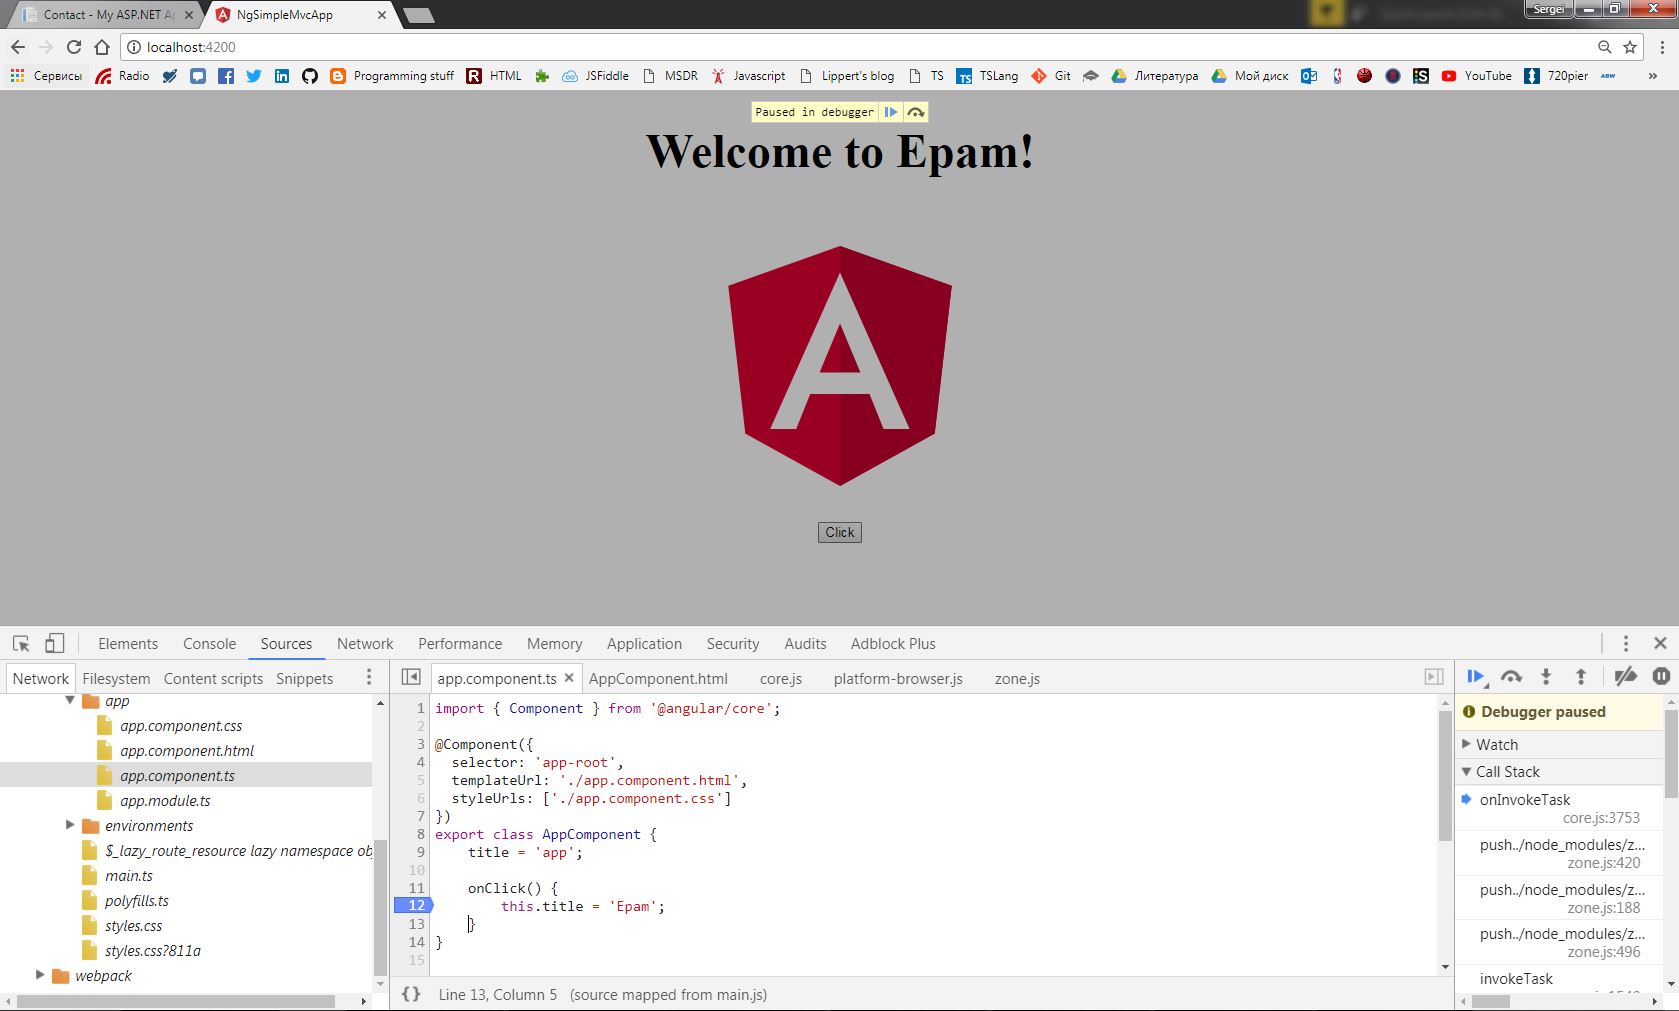 Contact - My ASP.NET Ap
NgSimpleMvcApp
Sergei
localhost:4200
Сервисы Radio Programming stuff R HTML JSFiddle MSDR Javascript Lippert's blog TS TS TSLang Git Литература Мой диск YouTube 720pier
Paused in debugger
Welcome to Epam!
A
Click
Elements Console Sources Network Performance Memory Application Security Audits Adblock Plus
Network Filesystem Content scripts Snippets
app.component.ts AppComponent.html core.js platform-browser.js zone.js
app
app.component.css
app.component.html
app.component.ts
app.module.ts
environments
$_lazy_route_resource lazy namespace obj
main.ts
polyfills.ts
styles.css
styles.css?811a
webpack
1 import { Component } from '@angular/core';
2
3 @Component({
4 selector: 'app-root',
5 templateUrl: './app.component.html',
6 styleUrls: ['./app.component.css']
7 })
8 export class AppComponent {
9 title = 'app';
10
11 onClick() {
12 this.title = 'Epam';
13 }
14 }
15
{} Line 13, Column 5 (source mapped from main.js)
Debugger paused
Watch
Call Stack
onInvokeTask
core.js:3753
push../node_modules/z...
zone.js:420
push../node_modules/z...
zone.js:188
push../node_modules/z...
zone.js:496
invokeTask